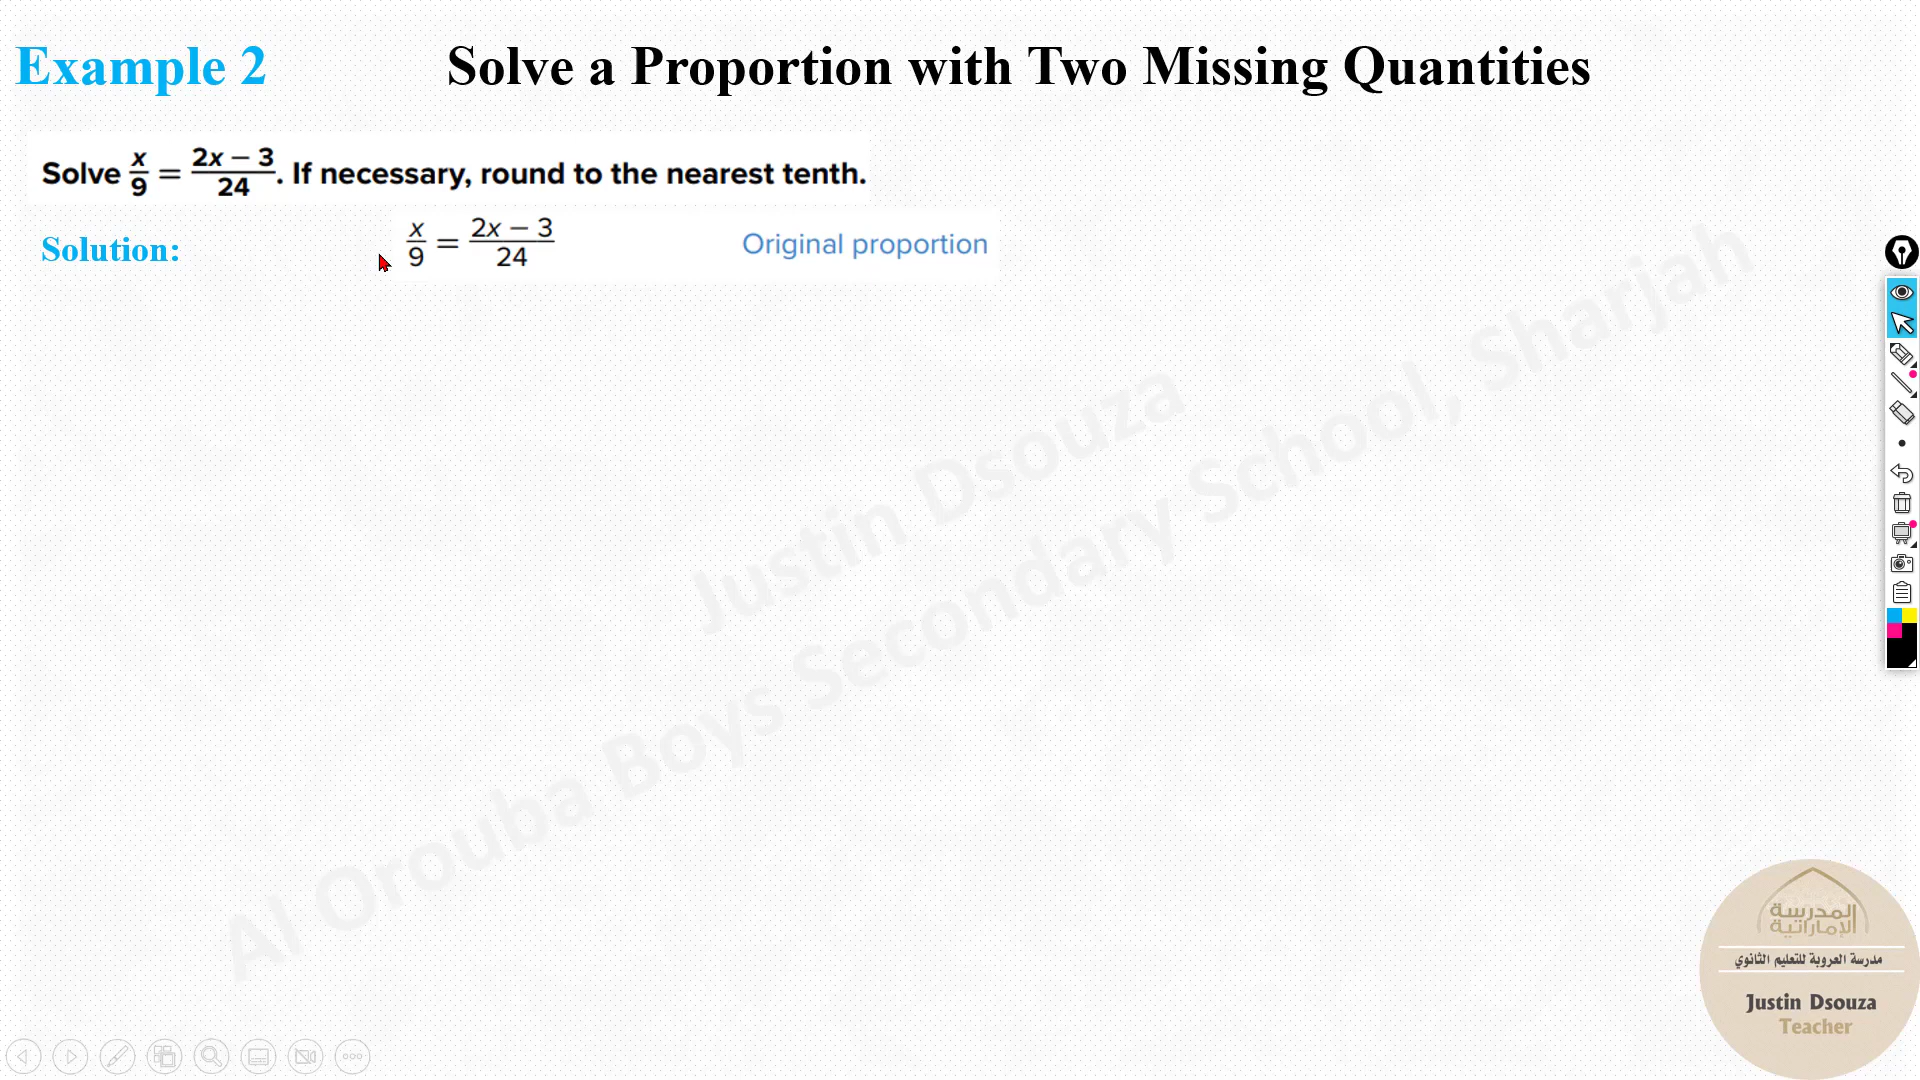 Example 2
Solve a Proportion with Two Missing Quantities
Solve x/9 = (2x − 3)/24. If necessary, round to the nearest tenth.
Solution:
x/9 = (2x − 3)/24
Original proportion
Justin Dsouza
Al Orouba Boys Secondary School, Sharjah
المدرسة
الإماراتية
مدرسة العروبة للتعليم الثانوي
Justin Dsouza
Teacher